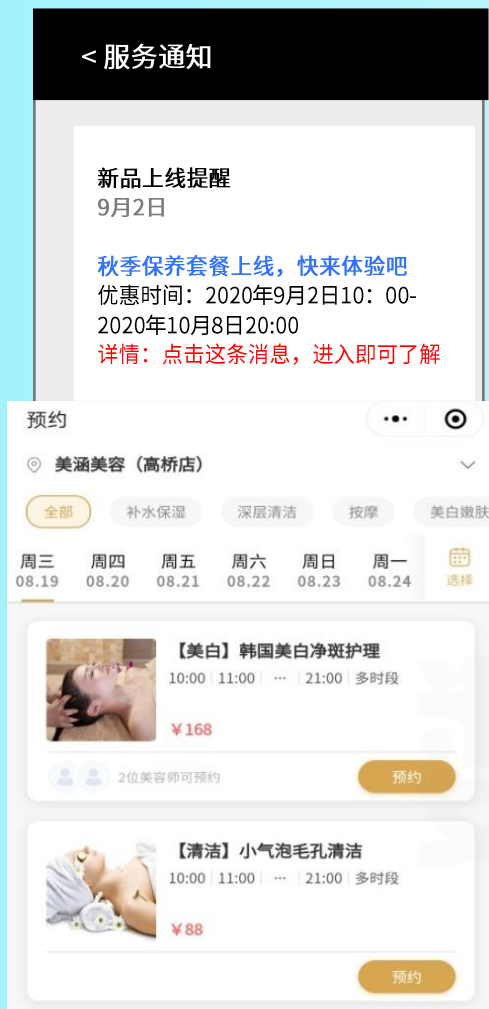 < 服务通知
新品上线提醒
9月2日
秋季保养套餐上线，快来体验吧
优惠时间：2020年9月2日10：00-
2020年10月8日20:00
详情：点击这条消息，进入即可了解
预约
美涵美容（高桥店）
全部 补水保湿 深层清洁 按摩 美白嫩肤
周三 周四 周五 周六 周日 周一
08.19 08.20 08.21 08.22 08.23 08.24 选择
【美白】韩国美白净斑护理
10:00 11:00 ··· 21:00 多时段
￥168
2位美容师可预约 预约
【清洁】小气泡毛孔清洁
10:00 11:00 ··· 21:00 多时段
￥88
预约